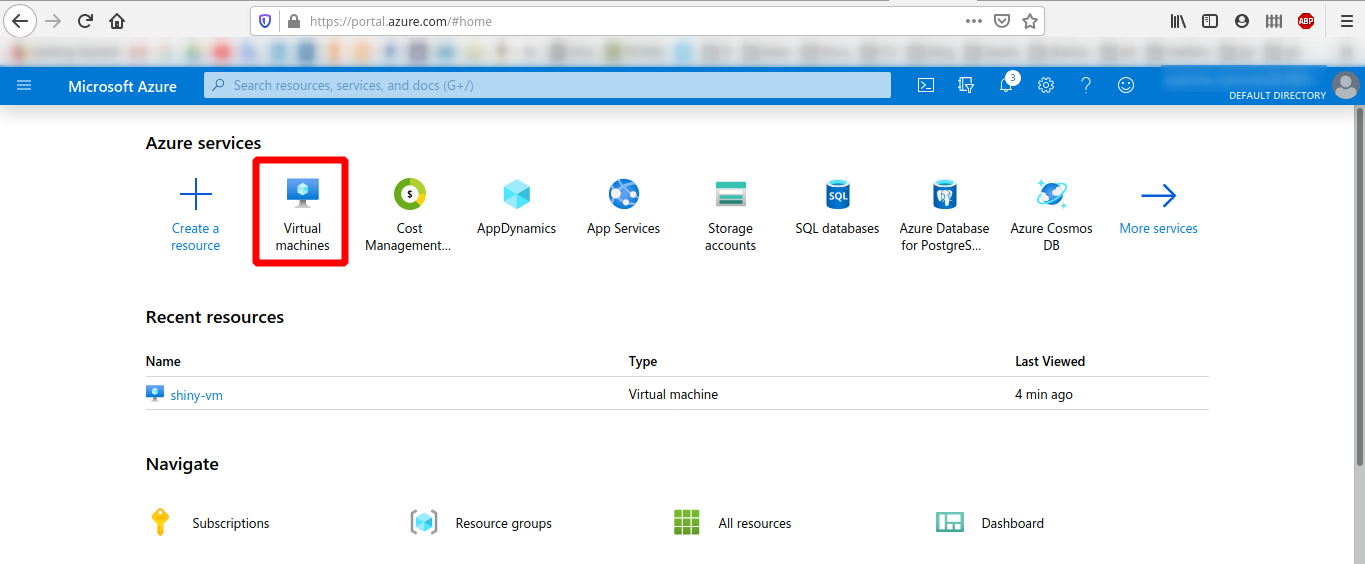 https://portal.azure.com/#home
ABP
Microsoft Azure
Search resources, services, and docs (G+/)
3
DEFAULT DIRECTORY
Azure services
Create a resource
Virtual machines
$
Cost Management...
AppDynamics
App Services
Storage accounts
SQL
SQL databases
Azure Database for PostgreS...
Azure Cosmos DB
More services
Recent resources
Name Type Last Viewed
shiny-vm Virtual machine 4 min ago
Navigate
Subscriptions Resource groups All resources Dashboard